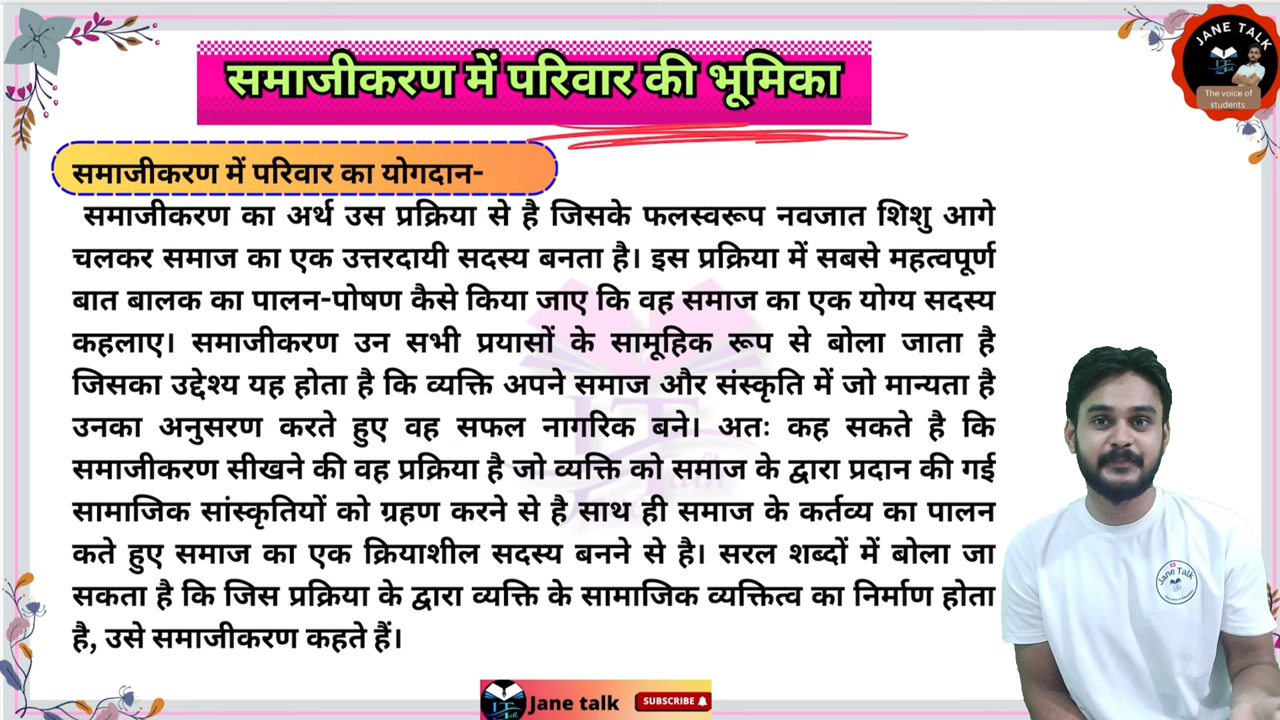 समाजीकरण में परिवार की भूमिका
JANE TALK
The voice of
students
समाजीकरण में परिवार का योगदान-
समाजीकरण का अर्थ उस प्रक्रिया से है जिसके फलस्वरूप नवजात शिशु आगे
चलकर समाज का एक उत्तरदायी सदस्य बनता है। इस प्रक्रिया में सबसे महत्वपूर्ण
बात बालक का पालन-पोषण कैसे किया जाए कि वह समाज का एक योग्य सदस्य
कहलाए। समाजीकरण उन सभी प्रयासों के सामूहिक रूप से बोला जाता है
जिसका उद्देश्य यह होता है कि व्यक्ति अपने समाज और संस्कृति में जो मान्यता है
उनका अनुसरण करते हुए वह सफल नागरिक बने। अतः कह सकते है कि
समाजीकरण सीखने की वह प्रक्रिया है जो व्यक्ति को समाज के द्वारा प्रदान की गई
सामाजिक सांस्कृतियों को ग्रहण करने से है साथ ही समाज के कर्तव्य का पालन
कते हुए समाज का एक क्रियाशील सदस्य बनने से है। सरल शब्दों में बोला जा
सकता है कि जिस प्रक्रिया के द्वारा व्यक्ति के सामाजिक व्यक्तित्व का निर्माण होता
है, उसे समाजीकरण कहते हैं।
Jane Talk
Jane talk
SUBSCRIBE